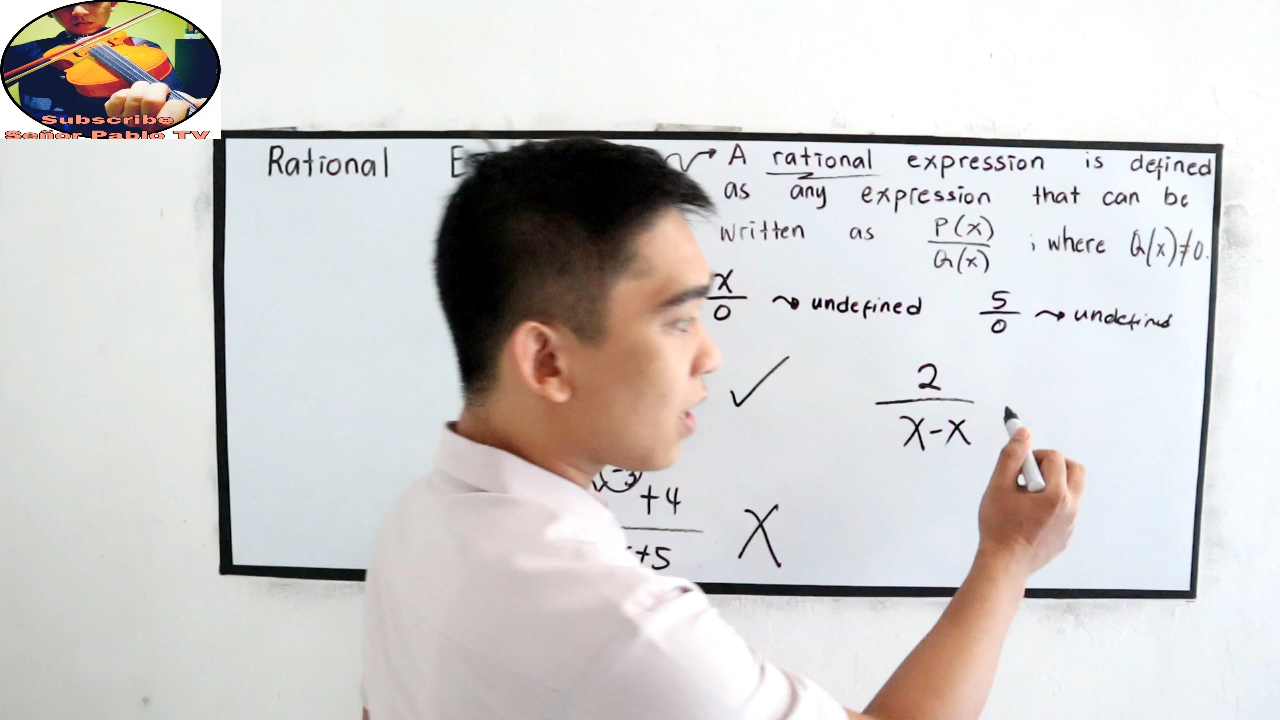 Subscribe
Señor Pablo TV
Rational
A rational expression is defined
as any expression that can be
written as P(x)/Q(x) ; where Q(x)≠0.
x/0 ⇝ undefined 5/0 ⇝ undefined
✓ 2/(x-x)
-3 +4
+5 X